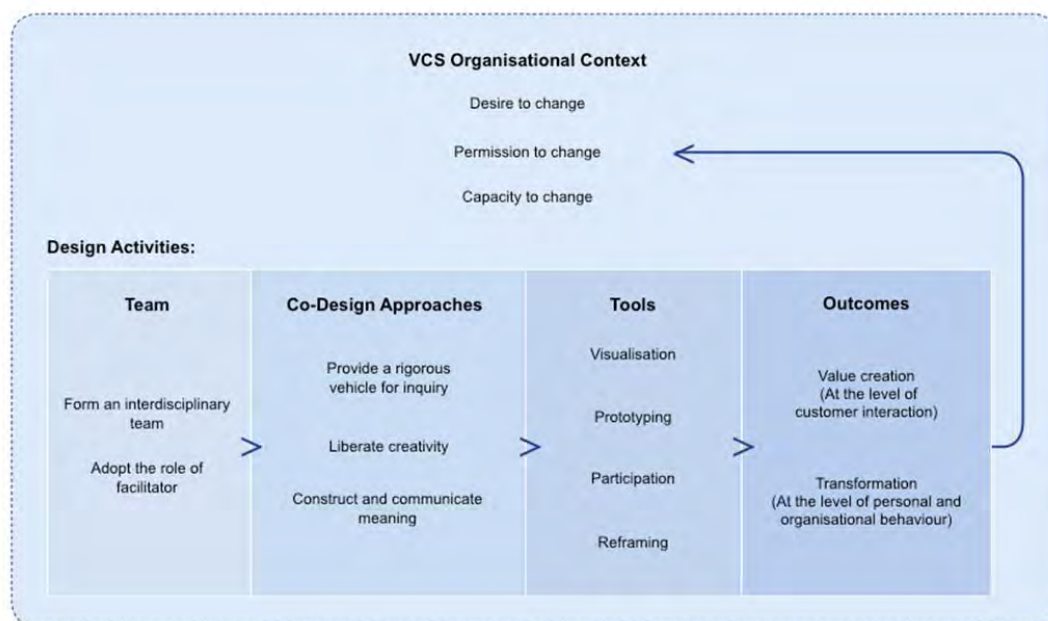 VCS Organisational Context
Desire to change
Permission to change
Capacity to change
Design Activities:
Team
Form an interdisciplinary
team
Adopt the role of
facilitator
Co-Design Approaches
Provide a rigorous
vehicle for inquiry
Liberate creativity
Construct and communicate
meaning
Tools
Visualisation
Prototyping
Participation
Reframing
Outcomes
Value creation
(At the level of
customer interaction)
Transformation
(At the level of personal and
organisational behaviour)